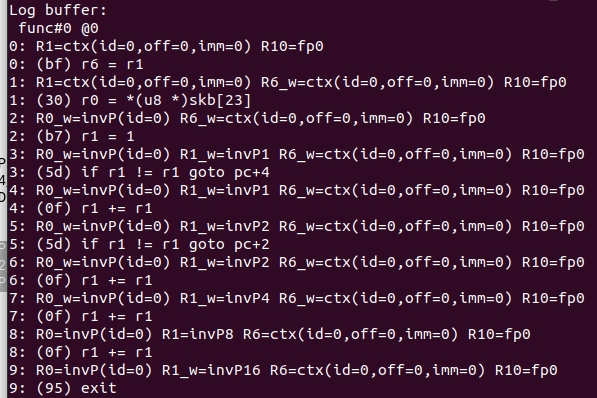 Log buffer:
func#0 @0
0: R1=ctx(id=0,off=0,imm=0) R10=fp0
0: (bf) r6 = r1
1: R1=ctx(id=0,off=0,imm=0) R6_w=ctx(id=0,off=0,imm=0) R10=fp0
1: (30) r0 = *(u8 *)skb[23]
2: R0_w=invP(id=0) R6_w=ctx(id=0,off=0,imm=0) R10=fp0
2: (b7) r1 = 1
3: R0_w=invP(id=0) R1_w=invP1 R6_w=ctx(id=0,off=0,imm=0) R10=fp0
3: (5d) if r1 != r1 goto pc+4
4: R0_w=invP(id=0) R1_w=invP1 R6_w=ctx(id=0,off=0,imm=0) R10=fp0
4: (0f) r1 += r1
5: R0_w=invP(id=0) R1_w=invP2 R6_w=ctx(id=0,off=0,imm=0) R10=fp0
5: (5d) if r1 != r1 goto pc+2
6: R0_w=invP(id=0) R1_w=invP2 R6_w=ctx(id=0,off=0,imm=0) R10=fp0
6: (0f) r1 += r1
7: R0_w=invP(id=0) R1_w=invP4 R6_w=ctx(id=0,off=0,imm=0) R10=fp0
7: (0f) r1 += r1
8: R0=invP(id=0) R1=invP8 R6=ctx(id=0,off=0,imm=0) R10=fp0
8: (0f) r1 += r1
9: R0=invP(id=0) R1_w=invP16 R6=ctx(id=0,off=0,imm=0) R10=fp0
9: (95) exit